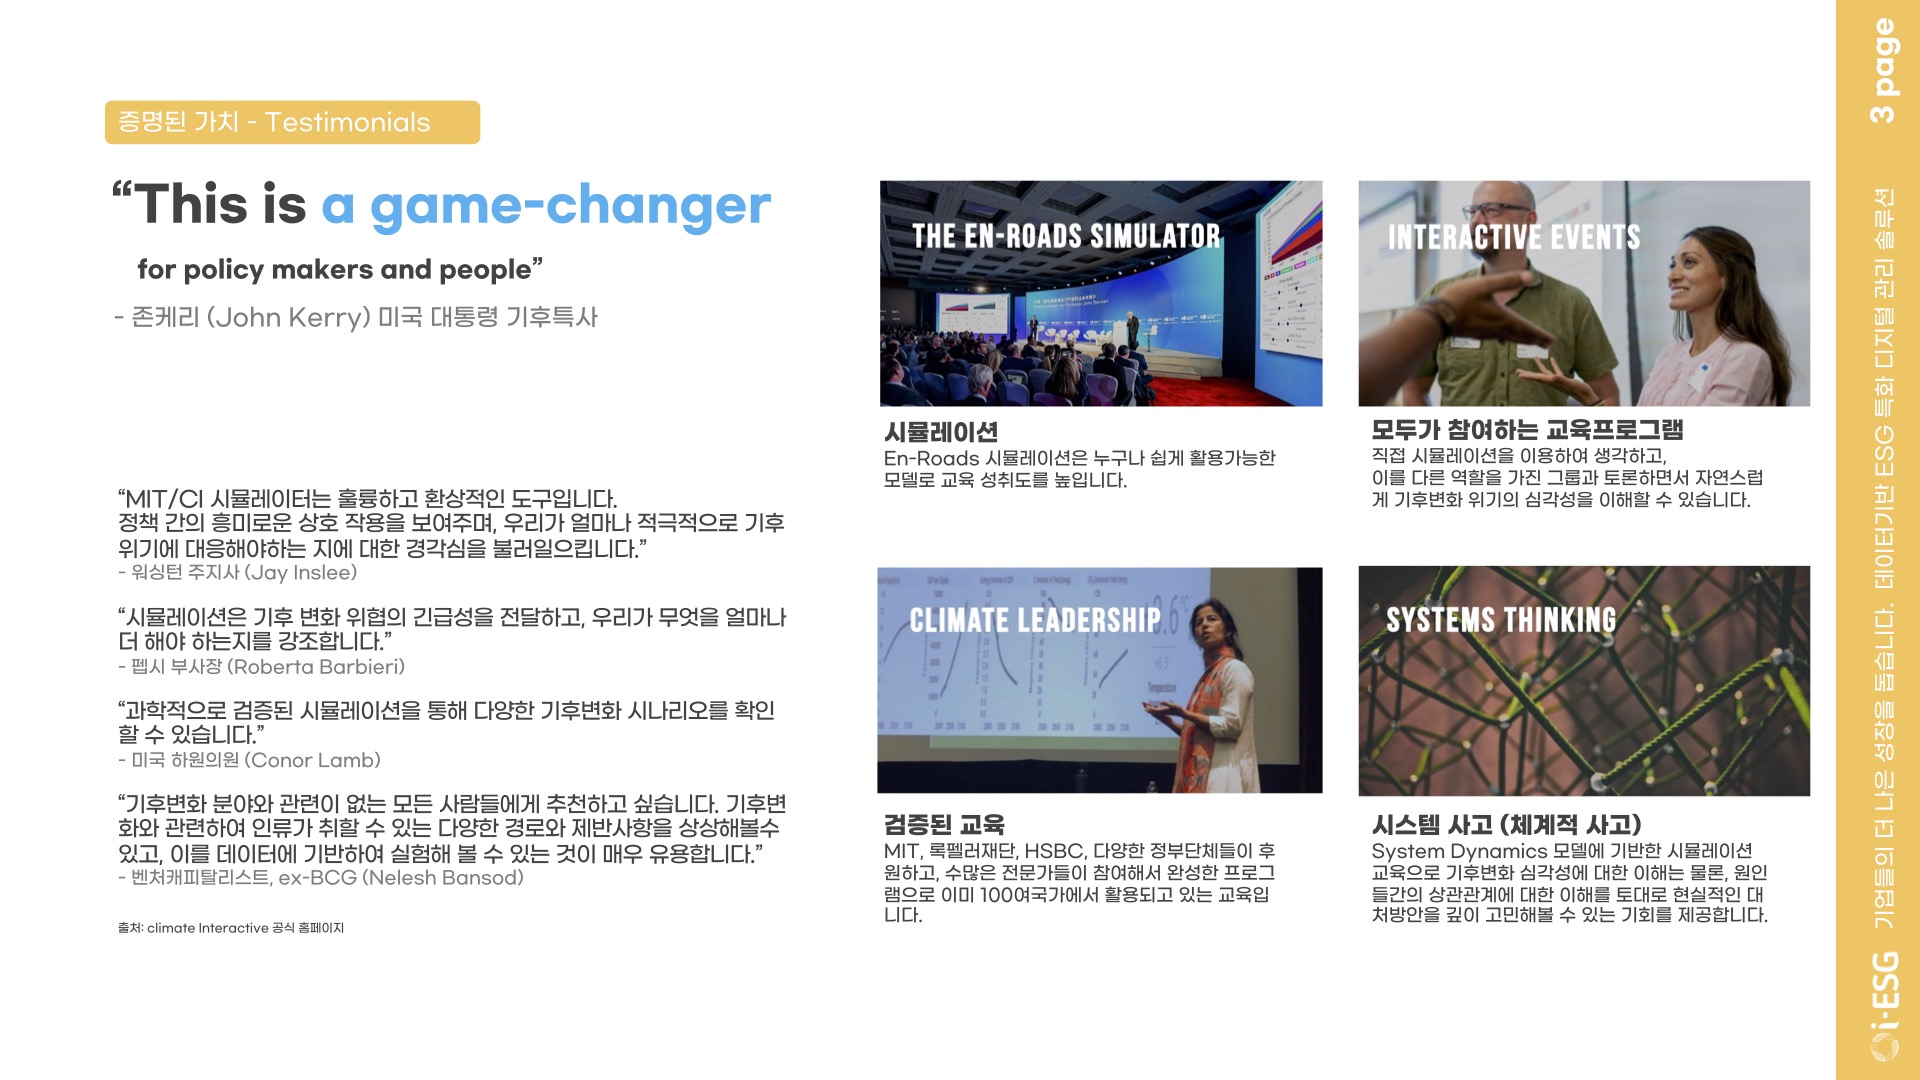 증명된 가치 - Testimonials
“This is a game-changer
for policy makers and people”
- 존케리 (John Kerry) 미국 대통령 기후특사
“MIT/CI 시뮬레이터는 훌륭하고 환상적인 도구입니다.
정책 간의 흥미로운 상호 작용을 보여주며, 우리가 얼마나 적극적으로 기후
위기에 대응해야하는 지에 대한 경각심을 불러일으킵니다.”
- 워싱턴 주지사 (Jay Inslee)
“시뮬레이션은 기후 변화 위협의 긴급성을 전달하고, 우리가 무엇을 얼마나
더 해야 하는지를 강조합니다.”
- 펩시 부사장 (Roberta Barbieri)
“과학적으로 검증된 시뮬레이션을 통해 다양한 기후변화 시나리오를 확인
할 수 있습니다.”
- 미국 하원의원 (Conor Lamb)
“기후변화 분야와 관련이 없는 모든 사람들에게 추천하고 싶습니다. 기후변
화와 관련하여 인류가 취할 수 있는 다양한 경로와 제반사항을 상상해볼수
있고, 이를 데이터에 기반하여 실험해 볼 수 있는 것이 매우 유용합니다.”
- 벤처캐피탈리스트, ex-BCG (Nelesh Bansod)
출처: climate Interactive 공식 홈페이지
THE EN-ROADS SIMULATOR
시뮬레이션
En-Roads 시뮬레이션은 누구나 쉽게 활용가능한
모델로 교육 성취도를 높입니다.
INTERACTIVE EVENTS
모두가 참여하는 교육프로그램
직접 시뮬레이션을 이용하여 생각하고,
이를 다른 역할을 가진 그룹과 토론하면서 자연스럽
게 기후변화 위기의 심각성을 이해할 수 있습니다.
CLIMATE LEADERSHIP
Temperature
검증된 교육
MIT, 록펠러재단, HSBC, 다양한 정부단체들이 후
원하고, 수많은 전문가들이 참여해서 완성한 프로그
램으로 이미 100여국가에서 활용되고 있는 교육입
니다.
SYSTEMS THINKING
시스템 사고 (체계적 사고)
System Dynamics 모델에 기반한 시뮬레이션
교육으로 기후변화 심각성에 대한 이해는 물론, 원인
들간의 상관관계에 대한 이해를 토대로 현실적인 대
처방안을 깊이 고민해볼 수 있는 기회를 제공합니다.
i-ESG 기업들의 더 나은 성장을 돕습니다. 데이터기반 ESG 특화 디지털 관리 솔루션 3 page